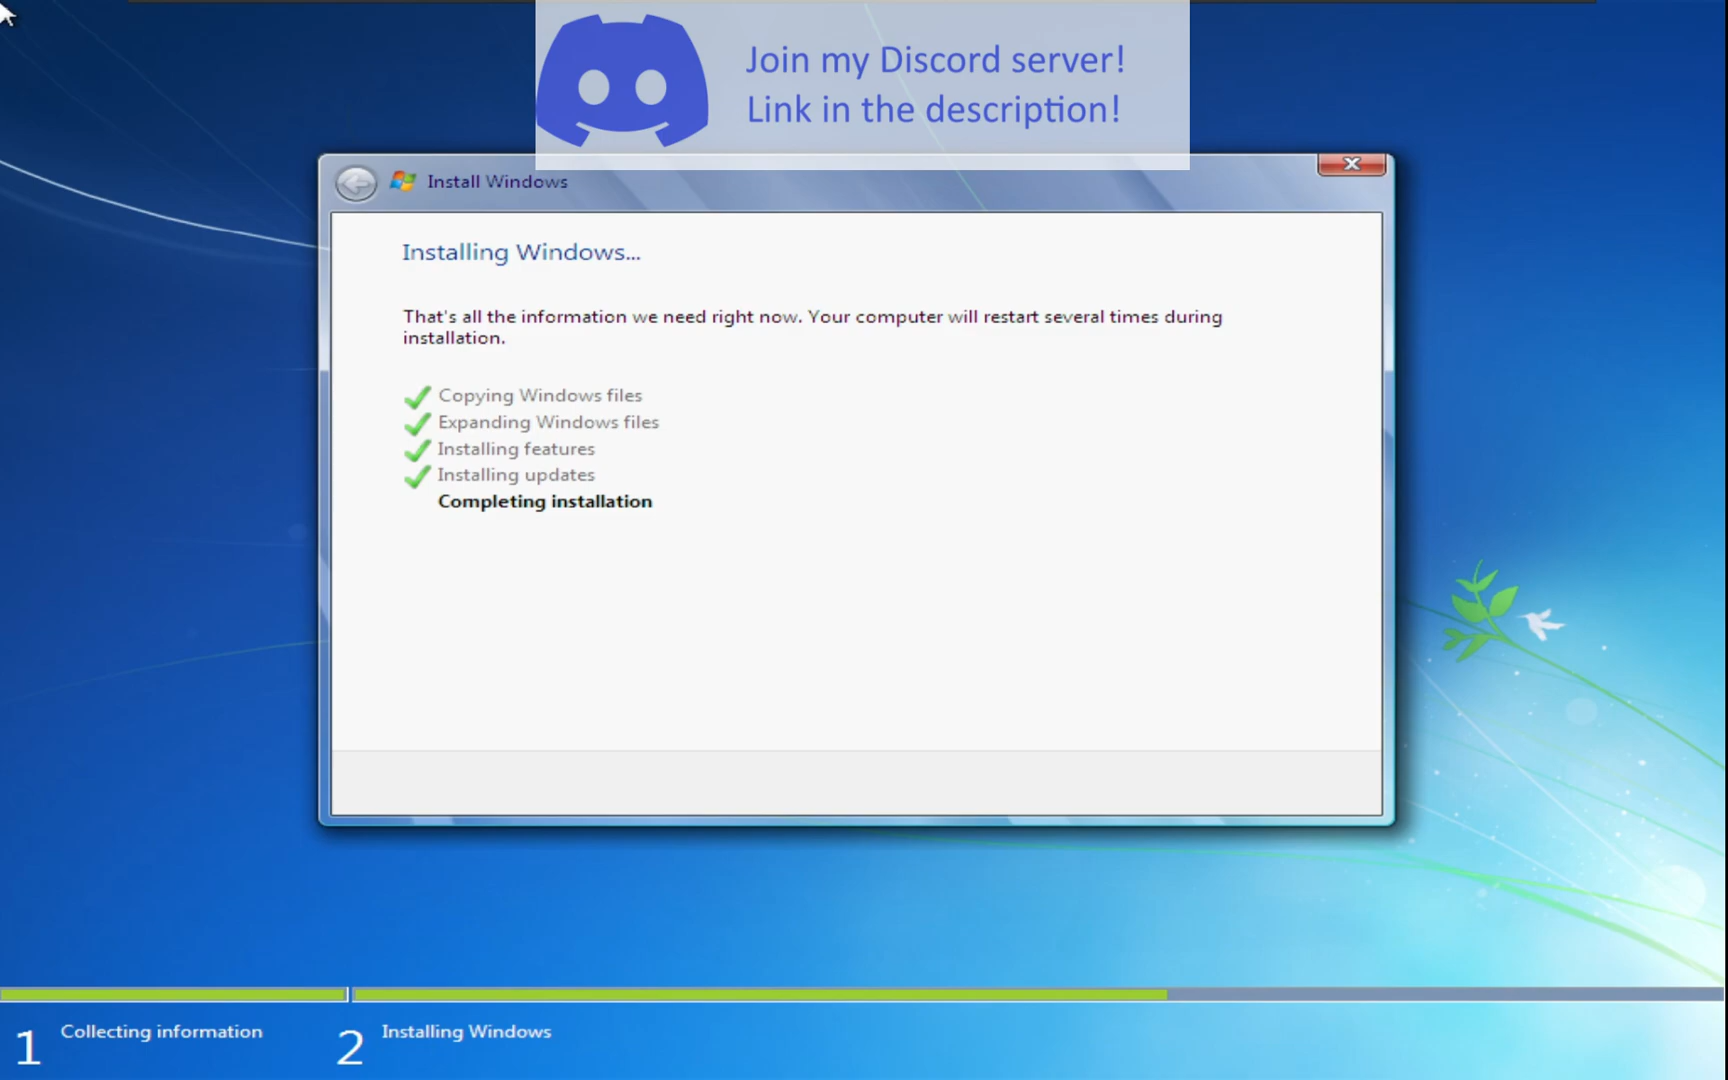 Join my Discord server!
Link in the description!
Install Windows
Installing Windows...
That's all the information we need right now. Your computer will restart several times during
installation.
Copying Windows files
Expanding Windows files
Installing features
Installing updates
Completing installation
1 Collecting information
2 Installing Windows